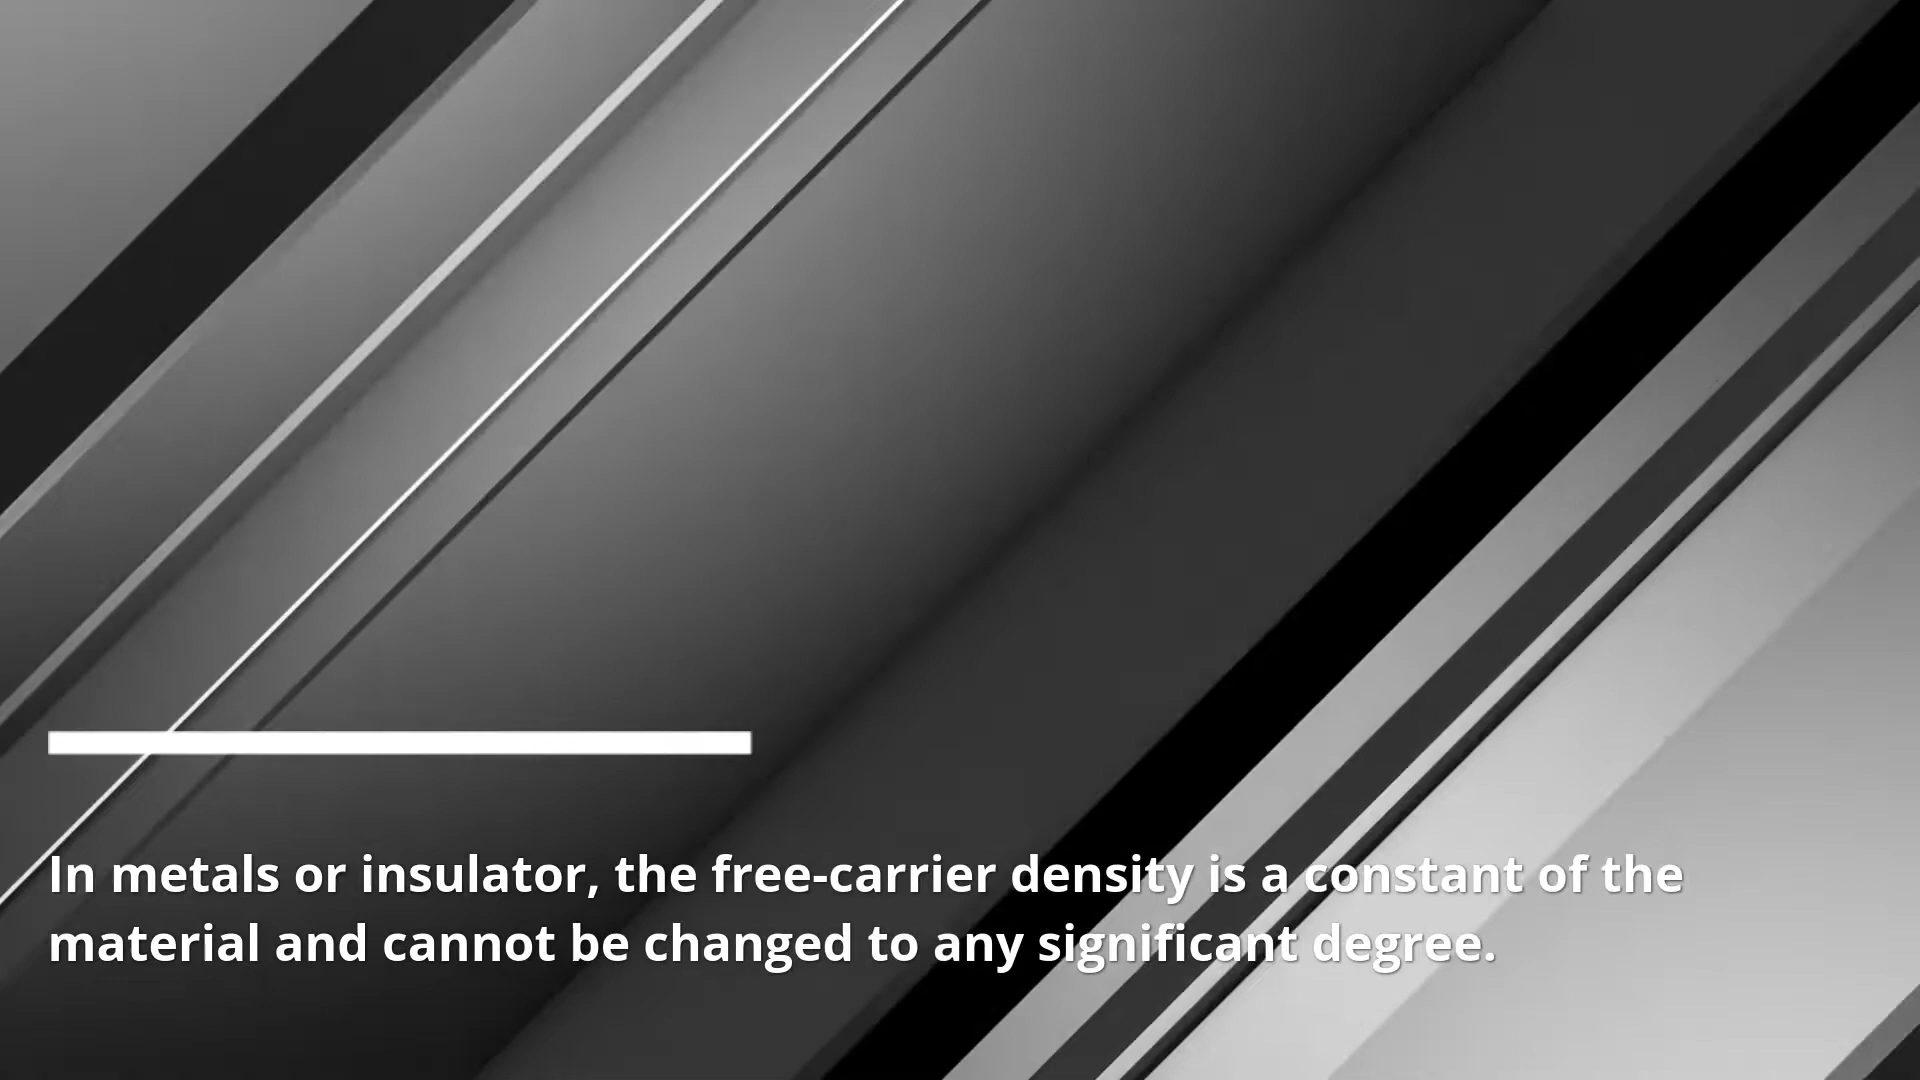 In metals or insulator, the free-carrier density is a constant of the
material and cannot be changed to any significant degree.